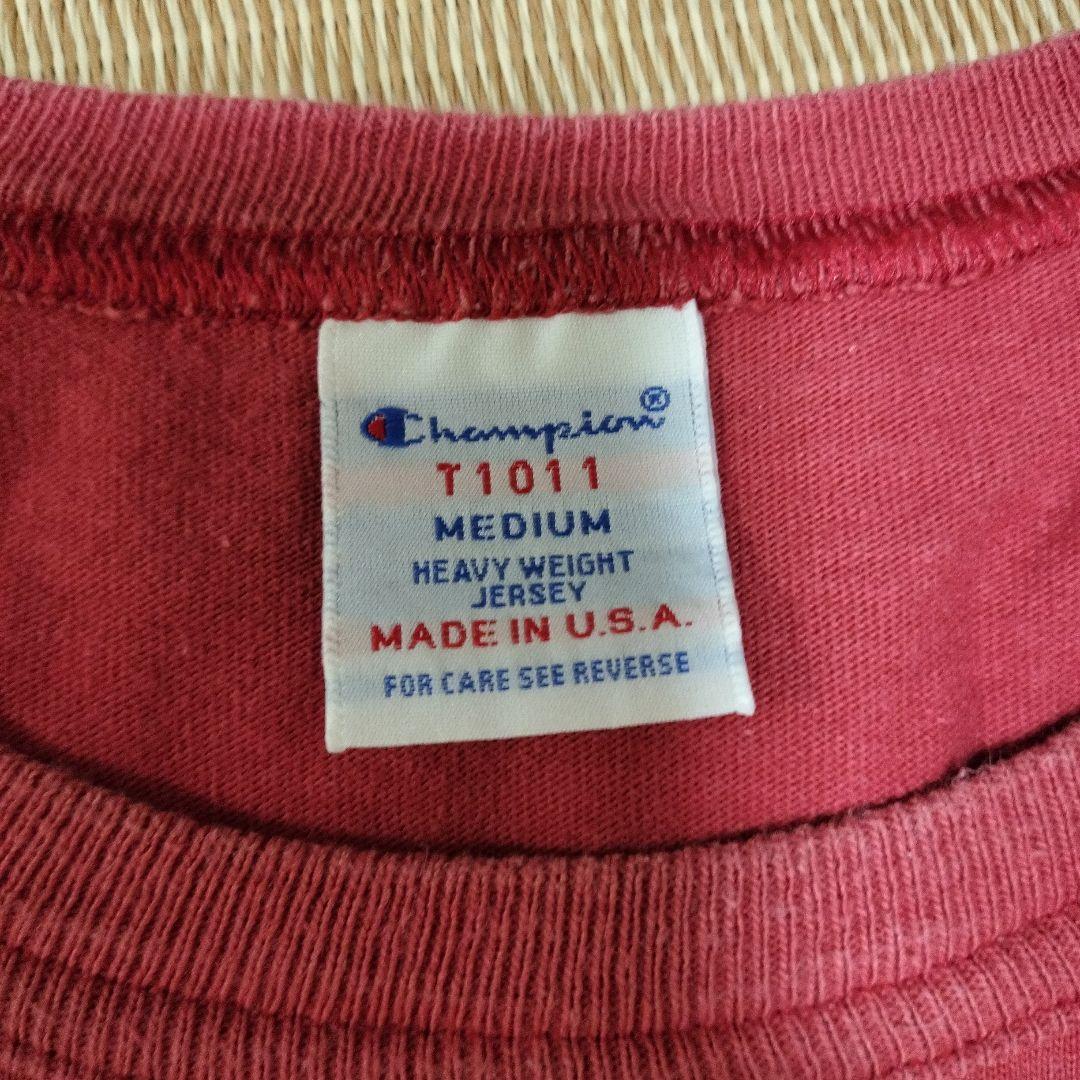 Champion®
T1011
MEDIUM
HEAVY WEIGHT
JERSEY
MADE IN U.S.A.
FOR CARE SEE REVERSE